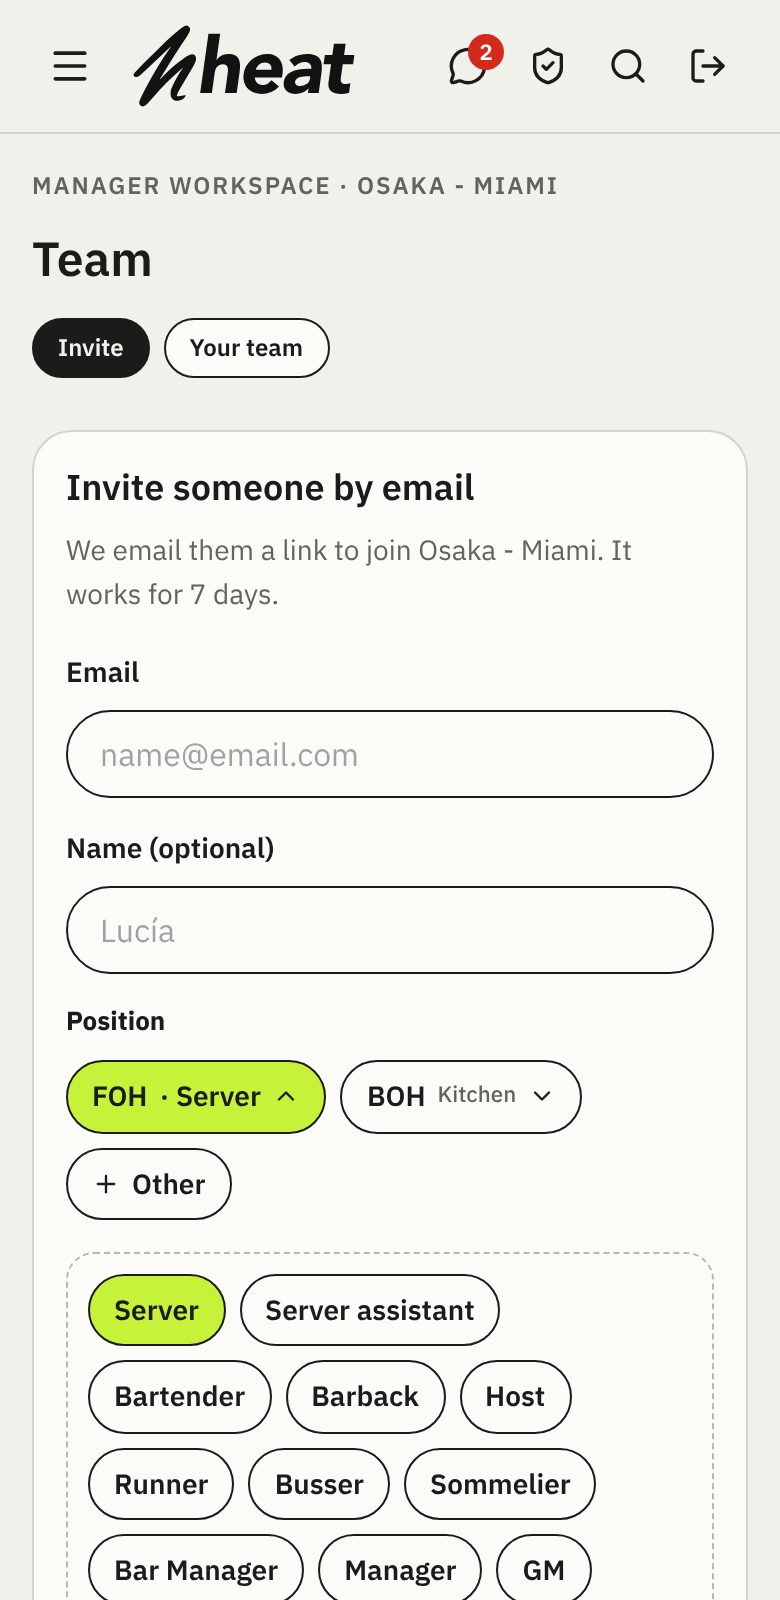 heat
2
MANAGER WORKSPACE · OSAKA - MIAMI
Team
Invite
Your team
Invite someone by email
We email them a link to join Osaka - Miami. It
works for 7 days.
Email
name@email.com
Name (optional)
Lucía
Position
FOH · Server
BOH Kitchen
+ Other
Server
Server assistant
Bartender
Barback
Host
Runner
Busser
Sommelier
Bar Manager
Manager
GM